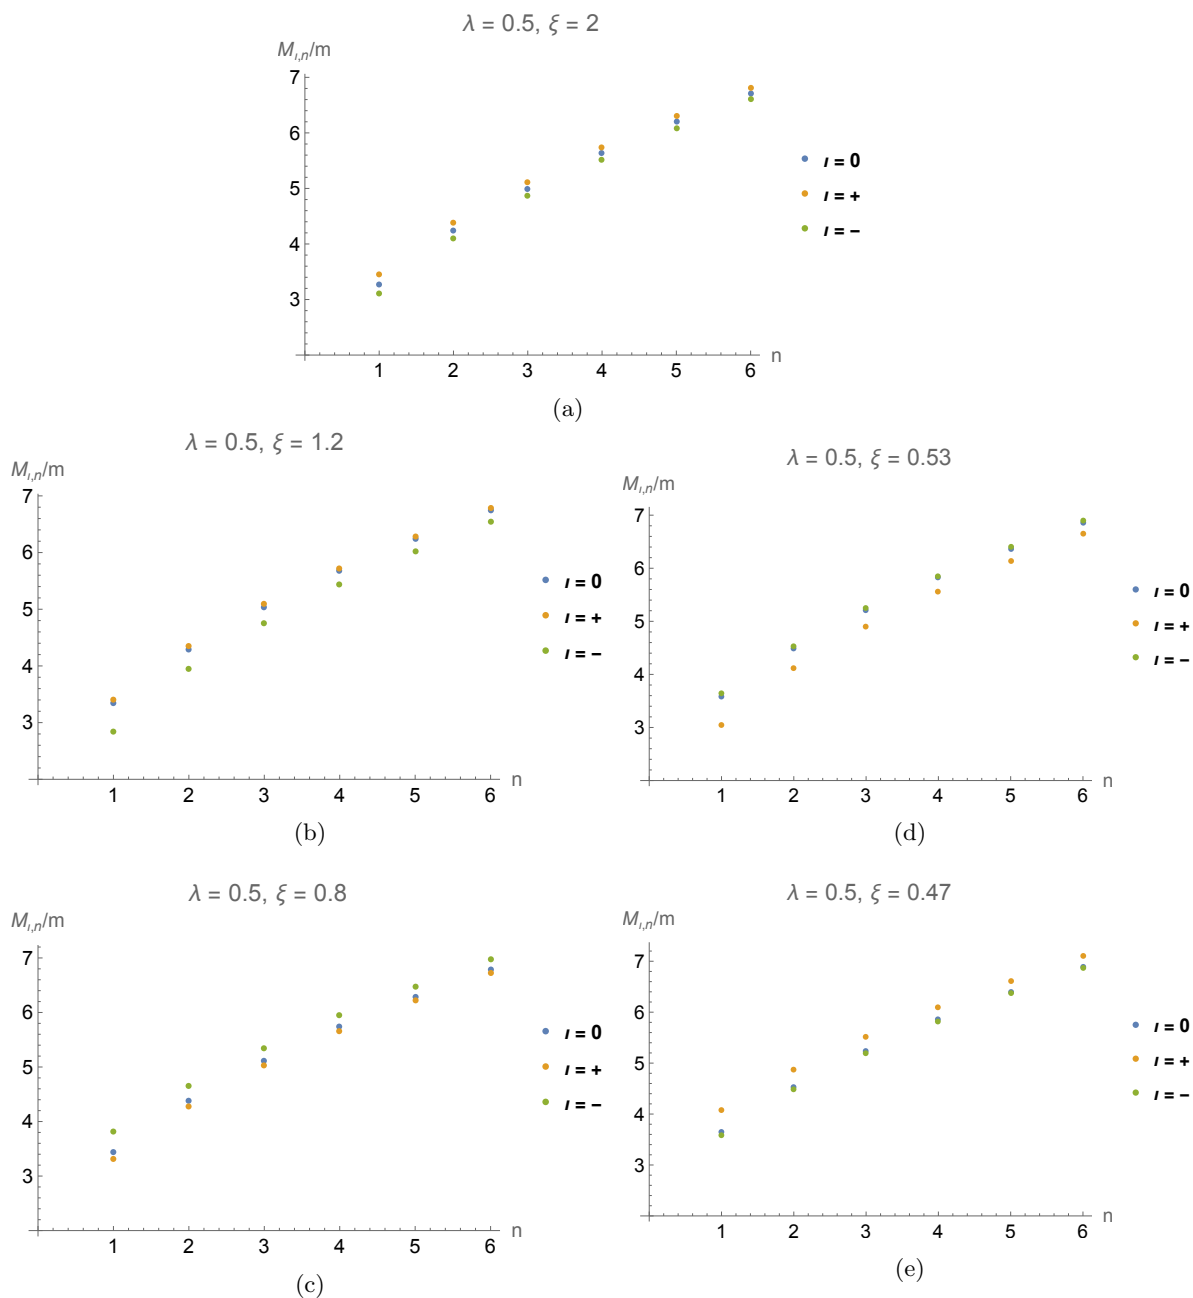 λ = 0.5, ξ = 2
M_{ι,n}/m
7
6
5
4
3
1 2 3 4 5 6 n
ι = 0
ι = +
ι = −
(a)
λ = 0.5, ξ = 1.2
M_{ι,n}/m
7
6
5
4
3
1 2 3 4 5 6 n
ι = 0
ι = +
ι = −
(b)
λ = 0.5, ξ = 0.53
M_{ι,n}/m
7
6
5
4
3
1 2 3 4 5 6 n
ι = 0
ι = +
ι = −
(d)
λ = 0.5, ξ = 0.8
M_{ι,n}/m
7
6
5
4
3
1 2 3 4 5 6 n
ι = 0
ι = +
ι = −
(c)
λ = 0.5, ξ = 0.47
M_{ι,n}/m
7
6
5
4
3
1 2 3 4 5 6 n
ι = 0
ι = +
ι = −
(e)